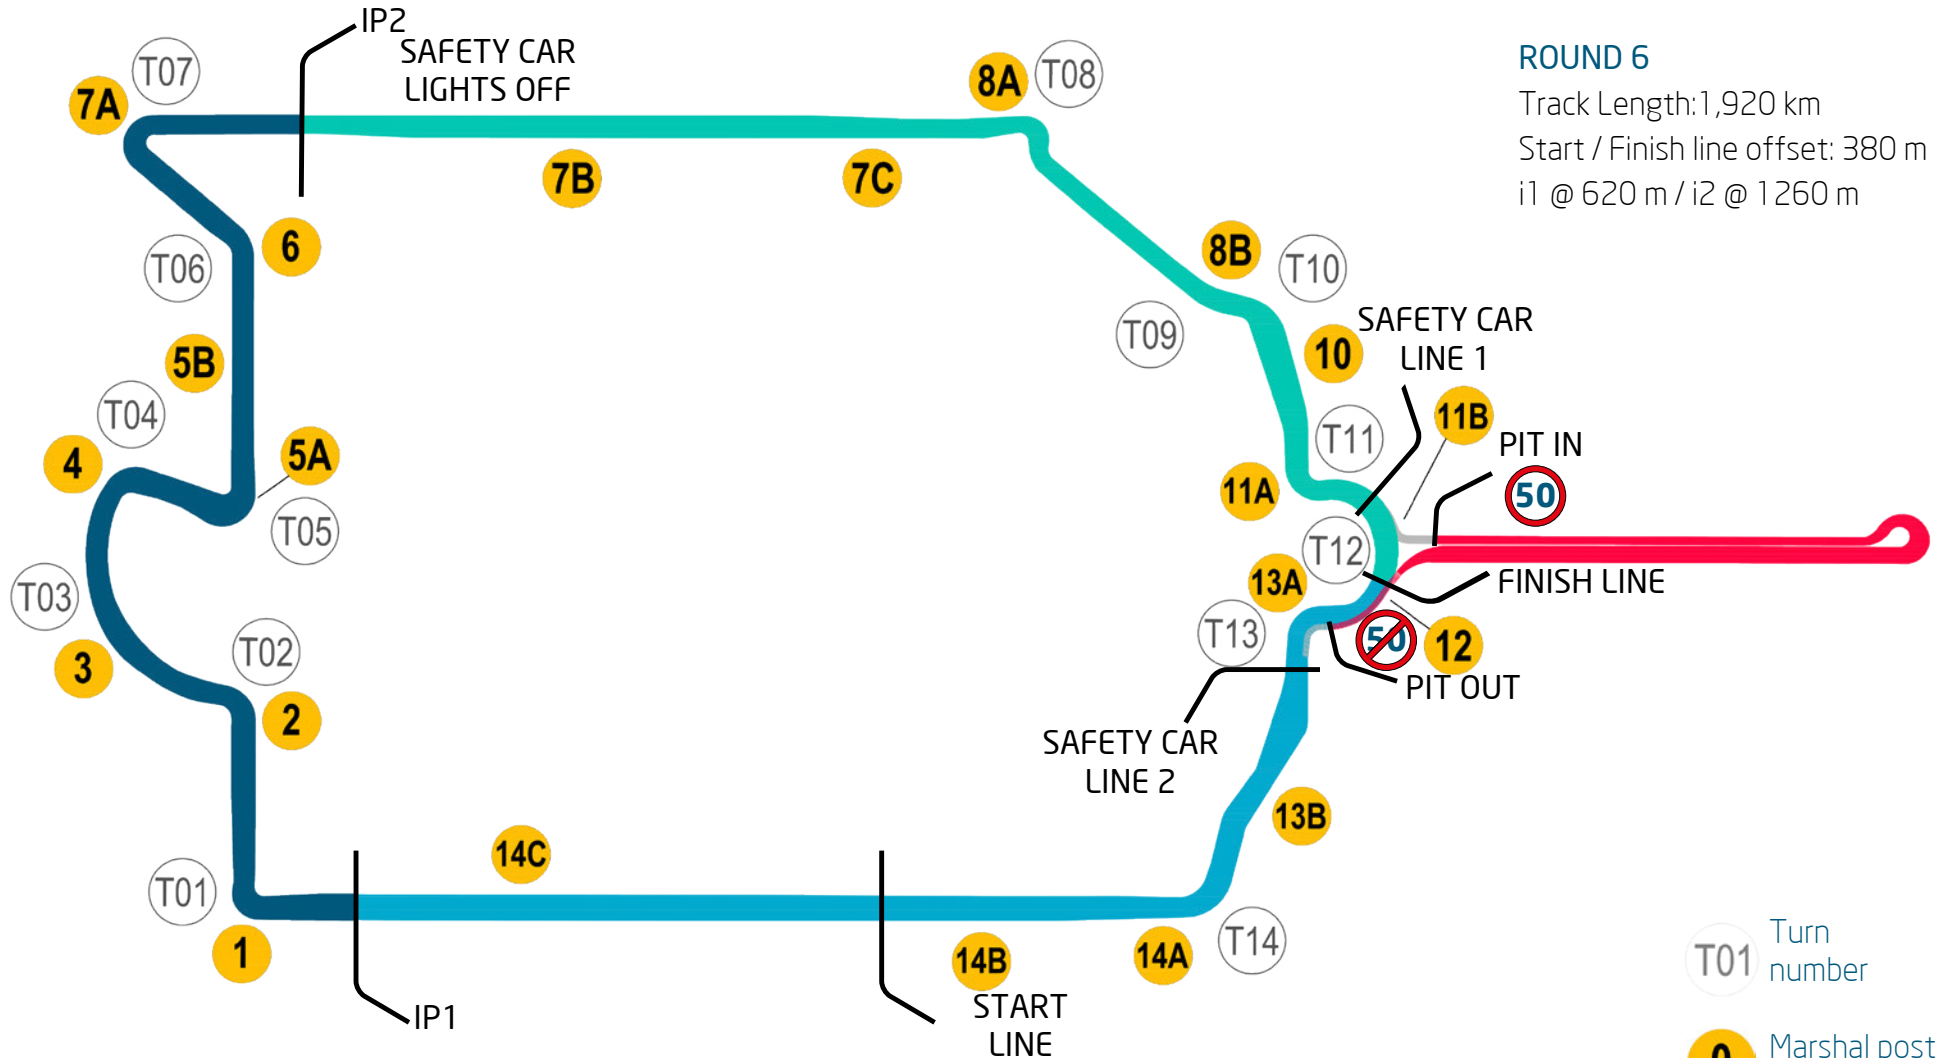 IP2
SAFETY CAR
LIGHTS OFF
T07
7A
8A
T08
ROUND 6
Track Length:1,920 km
Start / Finish line offset: 380 m
i1 @ 620 m / i2 @ 1260 m
7B
7C
6
T06
8B
T10
T09
SAFETY CAR
LINE 1
10
5B
T04
4
5A
T05
T11
11B
PIT IN
50
11A
T12
T03
3
T02
2
13A
FINISH LINE
T13
50
12
PIT OUT
SAFETY CAR
LINE 2
13B
14C
T01
1
IP1
14B
START
LINE
14A
T14
T01
Turn
number
0
Marshal post